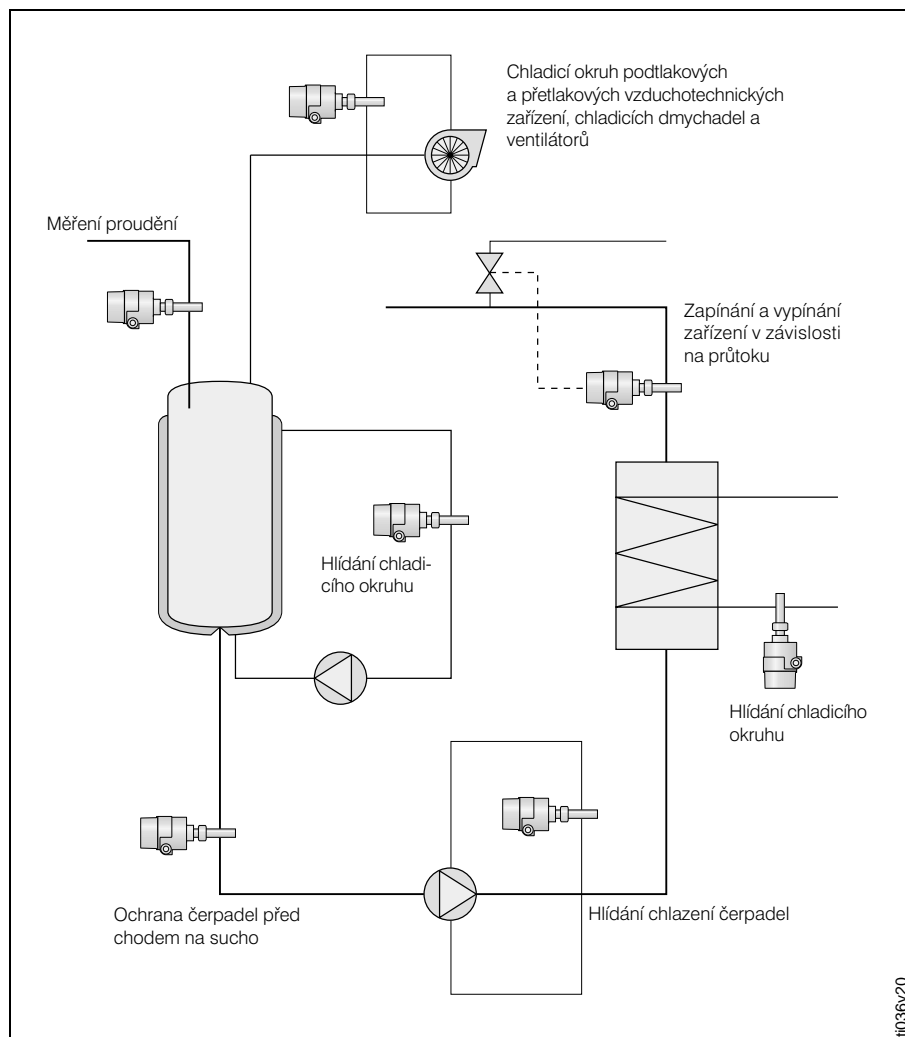 Chladicí okruh podtlakových
a přetlakových vzduchotechnických
zařízení, chladicích dmychadel a
ventilátorů
Měření proudění
Zapínání a vypínání
zařízení v závislosti
na průtoku
Hlídání chladi-
cího okruhu
Hlídání chladicího
okruhu
Ochrana čerpadel před
chodem na sucho
Hlídání chlazení čerpadel
ti036y20